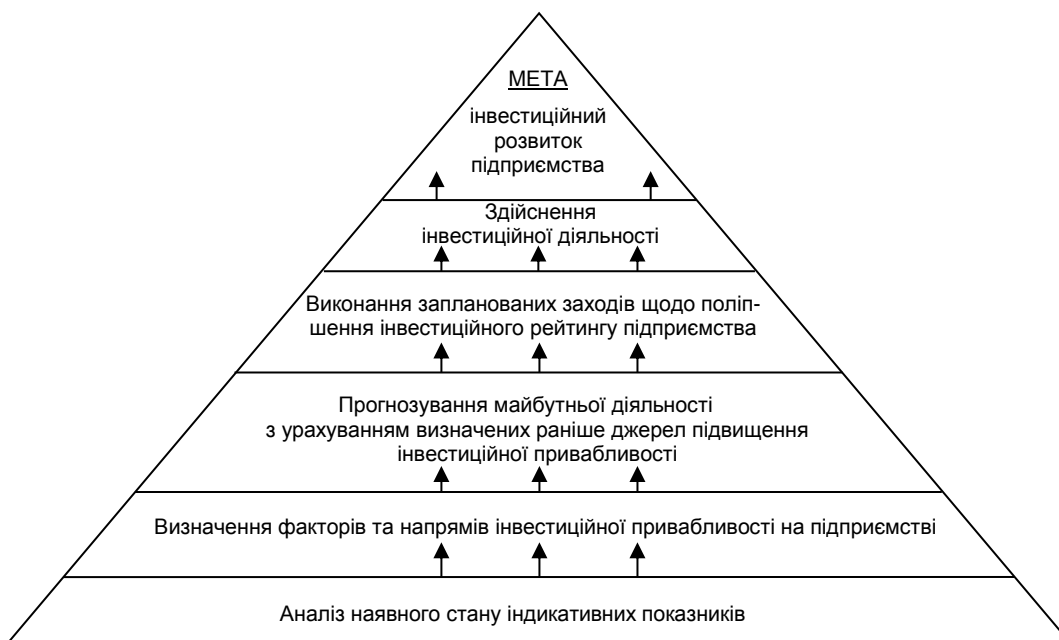 МЕТА
інвестиційний
розвиток
підприємства
Здійснення
інвестиційної діяльності
Виконання запланованих заходів щодо поліп-
шення інвестиційного рейтингу підприємства
Прогнозування майбутньої діяльності
з урахуванням визначених раніше джерел підвищення
інвестиційної привабливості
Визначення факторів та напрямів інвестиційної привабливості на підприємстві
Аналіз наявного стану індикативних показників